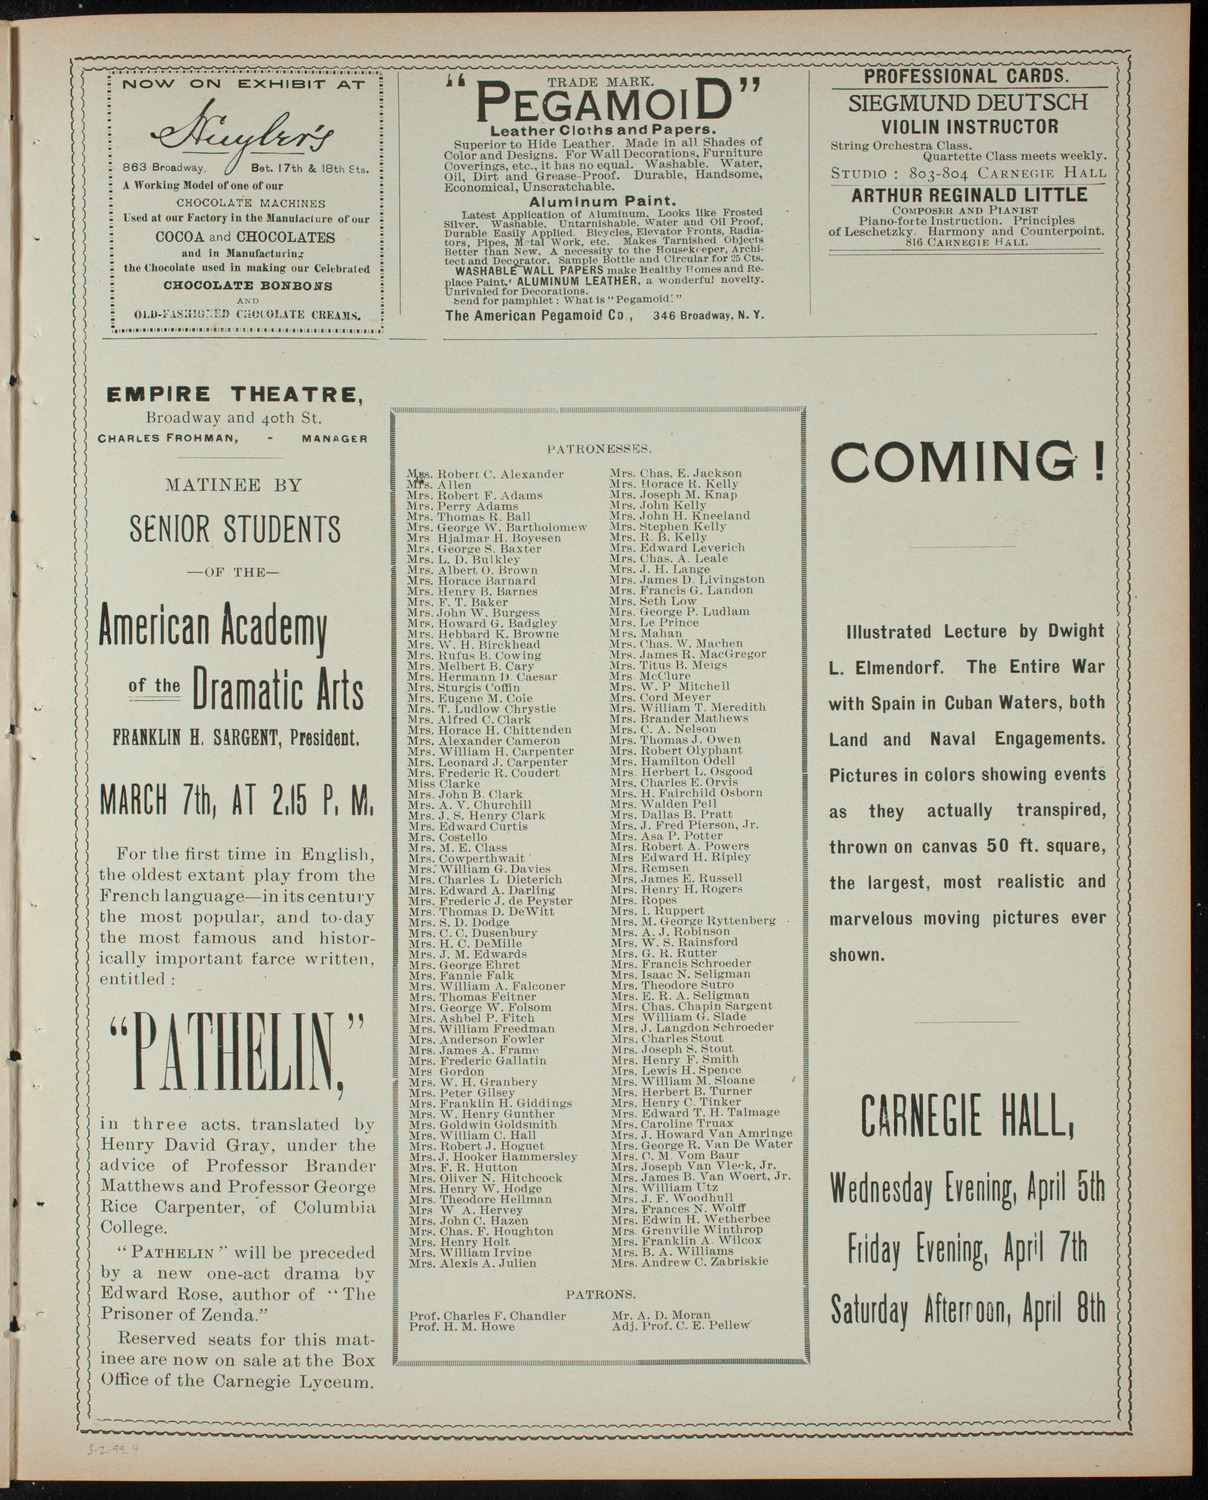 NOW ON EXHIBIT AT
Huyler's
863 Broadway, Bet. 17th & 18th Sts.
A Working Model of one of our
CHOCOLATE MACHINES
Used at our Factory in the Manufacture of our
COCOA and CHOCOLATES
and in Manufacturing
the Chocolate used in making our Celebrated
CHOCOLATE BONBONS
AND
OLD-FASHIONED CHOCOLATE CREAMS.
TRADE MARK.
"PEGAMOID"
Leather Cloths and Papers.
Superior to Hide Leather. Made in all Shades of
Color and Designs. For Wall Decorations, Furniture
Coverings, etc., it has no equal. Washable. Water,
Oil, Dirt and Grease-Proof. Durable, Handsome,
Economical, Unscratchable.
Aluminum Paint.
Latest Application of Aluminum. Looks like Frosted
Silver. Washable. Untarnishable. Water and Oil Proof,
Durable Easily Applied. Bicycles, Elevator Fronts, Radia-
tors, Pipes, Metal Work, etc. Makes Tarnished Objects
Better than New. A necessity to the Housekeeper, Archi-
tect and Decorator. Sample Bottle and Circular for 25 Cts.
WASHABLE WALL PAPERS make Healthy Homes and Re-
place Paint. ALUMINUM LEATHER, a wonderful novelty.
Unrivaled for Decorations.
Send for pamphlet: What is "Pegamoid?"
The American Pegamoid Co., 346 Broadway, N. Y.
PROFESSIONAL CARDS.
SIEGMUND DEUTSCH
VIOLIN INSTRUCTOR
String Orchestra Class.
Quartette Class meets weekly.
STUDIO : 803-804 CARNEGIE HALL
ARTHUR REGINALD LITTLE
COMPOSER AND PIANIST
Piano-forte Instruction. Principles
of Leschetzky. Harmony and Counterpoint.
816 CARNEGIE HALL
EMPIRE THEATRE,
Broadway and 40th St.
CHARLES FROHMAN, - MANAGER
MATINEE BY
SENIOR STUDENTS
—OF THE—
American Academy
of the Dramatic Arts
FRANKLIN H. SARGENT, President.
MARCH 7th, AT 2.15 P. M.
For the first time in English,
the oldest extant play from the
French language—in its century
the most popular, and to-day
the most famous and histor-
ically important farce written,
entitled :
"PATHELIN,"
in three acts, translated by
Henry David Gray, under the
advice of Professor Brander
Matthews and Professor George
Rice Carpenter, of Columbia
College.
"PATHELIN" will be preceded
by a new one-act drama by
Edward Rose, author of "The
Prisoner of Zenda."
Reserved seats for this mat-
inee are now on sale at the Box
Office of the Carnegie Lyceum.
PATRONESSES.
Mrs. Robert C. Alexander
Mrs. Allen
Mrs. Robert F. Adams
Mrs. Perry Adams
Mrs. Thomas R. Ball
Mrs. George W. Bartholomew
Mrs Hjalmar H. Boyesen
Mrs. George S. Baxter
Mrs. L. D. Bulkley
Mrs. Albert O. Brown
Mrs. Horace Barnard
Mrs. Henry B. Barnes
Mrs. F. T. Baker
Mrs. John W. Burgess
Mrs. Howard G. Badgley
Mrs. Hebbard K. Browne
Mrs. W. H. Birckhead
Mrs. Rufus B. Cowing
Mrs. Melbert B. Cary
Mrs. Hermann D. Caesar
Mrs. Sturgis Coffin
Mrs. Eugene M. Cole
Mrs. T. Ludlow Chrystie
Mrs. Alfred C. Clark
Mrs. Horace H. Chittenden
Mrs. Alexander Cameron
Mrs. William H. Carpenter
Mrs. Leonard J. Carpenter
Mrs. Frederic R. Coudert
Miss Clarke
Mrs. John B. Clark
Mrs. A. V. Churchill
Mrs. J. S. Henry Clark
Mrs. Edward Curtis
Mrs. Costello
Mrs. M. E. Class
Mrs. Cowperthwait
Mrs. William G. Davies
Mrs. Charles L Dieterich
Mrs. Edward A. Darling
Mrs. Frederic J. de Peyster
Mrs. Thomas D. DeWitt
Mrs. S. D. Dodge
Mrs. C. C. Dusenbury
Mrs. H. C. DeMille
Mrs. J. M. Edwards
Mrs. George Ehret
Mrs. Fannie Falk
Mrs. William A. Falconer
Mrs. Thomas Feitner
Mrs. George W. Folsom
Mrs. Ashbel P. Fitch
Mrs. William Freedman
Mrs. Anderson Fowler
Mrs. James A. Frame
Mrs. Frederic Gallatin
Mrs Gordon
Mrs. W. H. Granbery
Mrs. Peter Gilsey
Mrs. Franklin H. Giddings
Mrs. W. Henry Gunther
Mrs. Goldwin Goldsmith
Mrs. William C. Hall
Mrs. Robert J. Hoguet
Mrs. J. Hooker Hammersley
Mrs. F. R. Hutton
Mrs. Oliver N. Hitchcock
Mrs. Henry W. Hodge
Mrs. Theodore Hellman
Mrs W A. Hervey
Mrs. John C. Hazen
Mrs. Chas. F. Houghton
Mrs. Henry Holt
Mrs. William Irvine
Mrs. Alexis A. Julien
Mrs. Chas. E. Jackson
Mrs. Horace R. Kelly
Mrs. Joseph M. Knap
Mrs. John Kelly
Mrs. John H. Kneeland
Mrs. Stephen Kelly
Mrs. R. B. Kelly
Mrs. Edward Leverich
Mrs. Chas. A. Leale
Mrs. J. H. Lange
Mrs. James D. Livingston
Mrs. Francis G. Landon
Mrs. Seth Low
Mrs. George P. Ludlam
Mrs. Le Prince
Mrs. Mahan
Mrs. Chas. W. Machen
Mrs. James R. MacGregor
Mrs. Titus B. Meigs
Mrs McClure
Mrs. W. P Mitchell
Mrs. Cord Meyer
Mrs. William T. Meredith
Mrs. Brander Mathews
Mrs. C. A. Nelson
Mrs. Thomas J. Owen
Mrs. Robert Olyphant
Mrs. Hamilton Odell
Mrs. Herbert L. Osgood
Mrs. Charles E. Orvis
Mrs. H. Fairchild Osborn
Mrs. Walden Pell
Mrs. Dallas B. Pratt
Mrs. J. Fred Pierson, Jr.
Mrs. Asa P. Potter
Mrs. Robert A. Powers
Mrs Edward H. Ripley
Mrs. Remsen
Mrs. James E. Russell
Mrs. Henry H. Rogers
Mrs. Ropes
Mrs. I. Ruppert
Mrs. M. George Ryttenberg
Mrs. A. J. Robinson
Mrs. W. S. Rainsford
Mrs. G. R. Rutter
Mrs. Francis Schroeder
Mrs. Isaac N. Seligman
Mrs. Theodore Sutro
Mrs. E. R. A. Seligman
Mrs. Chas. Chapin Sargent
Mrs William G. Slade
Mrs. J. Langdon Schroeder
Mrs. Charles Stout
Mrs. Joseph S. Stout
Mrs. Henry F. Smith
Mrs. Lewis H. Spence
Mrs. William M. Sloane
Mrs. Herbert B. Turner
Mrs. Henry C. Tinker
Mrs. Edward T. H. Talmage
Mrs. Caroline Truax
Mrs. J. Howard Van Amringe
Mrs. George R. Van De Water
Mrs. C. M. Vom Baur
Mrs. Joseph Van Vleck, Jr.
Mrs. James B. Van Woert, Jr.
Mrs. William Utz
Mrs. J. F. Woodhull
Mrs. Frances N. Wolff
Mrs. Edwin H. Wetherbee
Mrs. Grenville Winthrop
Mrs. Franklin A. Wilcox
Mrs. B. A. Williams
Mrs. Andrew C. Zabriskie
PATRONS.
Prof. Charles F. Chandler
Prof. H. M. Howe
Mr. A. D. Moran
Adj. Prof. C. E. Pellew
COMING!
Illustrated Lecture by Dwight
L. Elmendorf. The Entire War
with Spain in Cuban Waters, both
Land and Naval Engagements.
Pictures in colors showing events
as they actually transpired,
thrown on canvas 50 ft. square,
the largest, most realistic and
marvelous moving pictures ever
shown.
CARNEGIE HALL,
Wednesday Evening, April 5th
Friday Evening, April 7th
Saturday Afternoon, April 8th
3-2-99.4